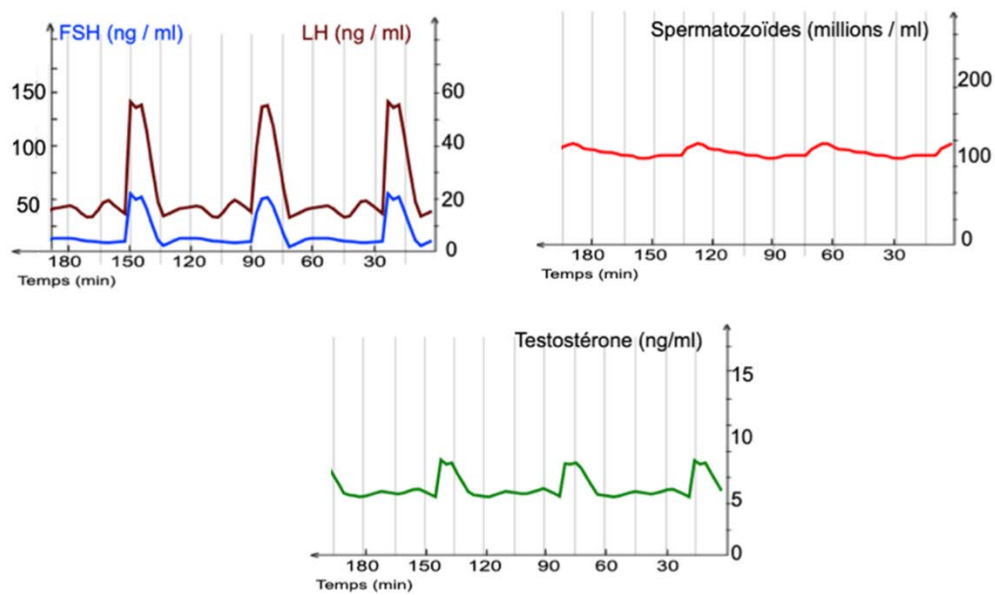 FSH (ng / ml) LH (ng / ml)
150 60
100 40
50 20
0
180 150 120 90 60 30
Temps (min)
Spermatozoïdes (millions / ml)
200
100
0
180 150 120 90 60 30
Temps (min)
Testostérone (ng/ml)
15
10
5
0
180 150 120 90 60 30
Temps (min)